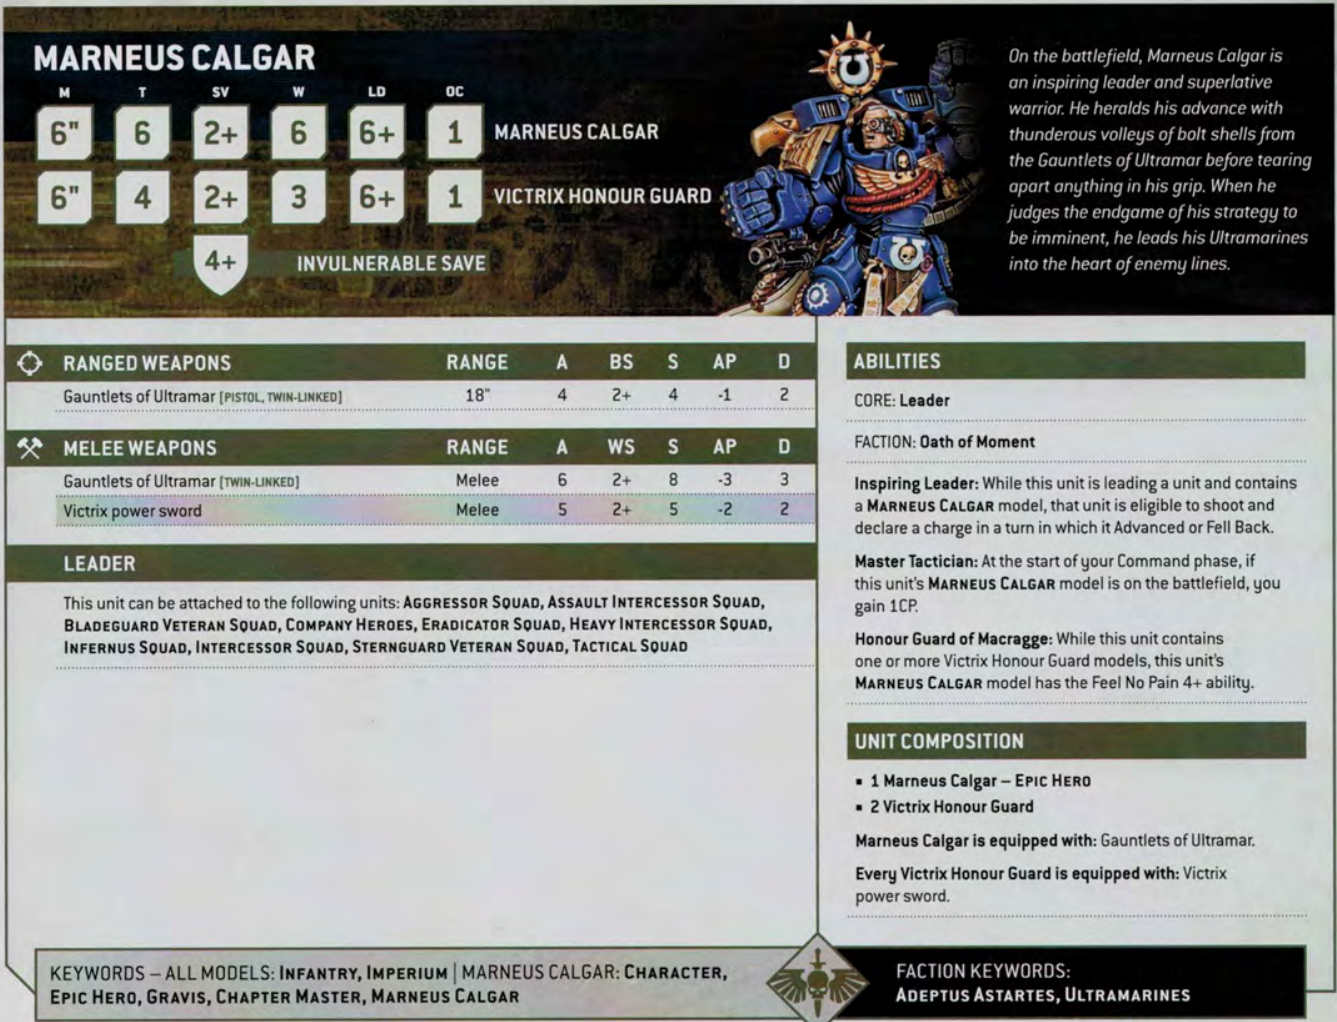 MARNEUS CALGAR
M T SV W LD OC
6" 6 2+ 6 6+ 1 MARNEUS CALGAR
6" 4 2+ 3 6+ 1 VICTRIX HONOUR GUARD
4+ INVULNERABLE SAVE
On the battlefield, Marneus Calgar is
an inspiring leader and superlative
warrior. He heralds his advance with
thunderous volleys of bolt shells from
the Gauntlets of Ultramar before tearing
apart anything in his grip. When he
judges the endgame of his strategy to
be imminent, he leads his Ultramarines
into the heart of enemy lines.
RANGED WEAPONS RANGE A BS S AP D
Gauntlets of Ultramar [PISTOL, TWIN-LINKED] 18" 4 2+ 4 -1 2
MELEE WEAPONS RANGE A WS S AP D
Gauntlets of Ultramar [TWIN-LINKED] Melee 6 2+ 8 -3 3
Victrix power sword Melee 5 2+ 5 -2 2
LEADER
This unit can be attached to the following units: AGGRESSOR SQUAD, ASSAULT INTERCESSOR SQUAD,
BLADEGUARD VETERAN SQUAD, COMPANY HEROES, ERADICATOR SQUAD, HEAVY INTERCESSOR SQUAD,
INFERNUS SQUAD, INTERCESSOR SQUAD, STERNGUARD VETERAN SQUAD, TACTICAL SQUAD
ABILITIES
CORE: Leader
FACTION: Oath of Moment
Inspiring Leader: While this unit is leading a unit and contains
a MARNEUS CALGAR model, that unit is eligible to shoot and
declare a charge in a turn in which it Advanced or Fell Back.
Master Tactician: At the start of your Command phase, if
this unit's MARNEUS CALGAR model is on the battlefield, you
gain 1CP.
Honour Guard of Macragge: While this unit contains
one or more Victrix Honour Guard models, this unit's
MARNEUS CALGAR model has the Feel No Pain 4+ ability.
UNIT COMPOSITION
▪ 1 Marneus Calgar – EPIC HERO
▪ 2 Victrix Honour Guard
Marneus Calgar is equipped with: Gauntlets of Ultramar.
Every Victrix Honour Guard is equipped with: Victrix
power sword.
KEYWORDS – ALL MODELS: INFANTRY, IMPERIUM | MARNEUS CALGAR: CHARACTER,
EPIC HERO, GRAVIS, CHAPTER MASTER, MARNEUS CALGAR
FACTION KEYWORDS:
ADEPTUS ASTARTES, ULTRAMARINES